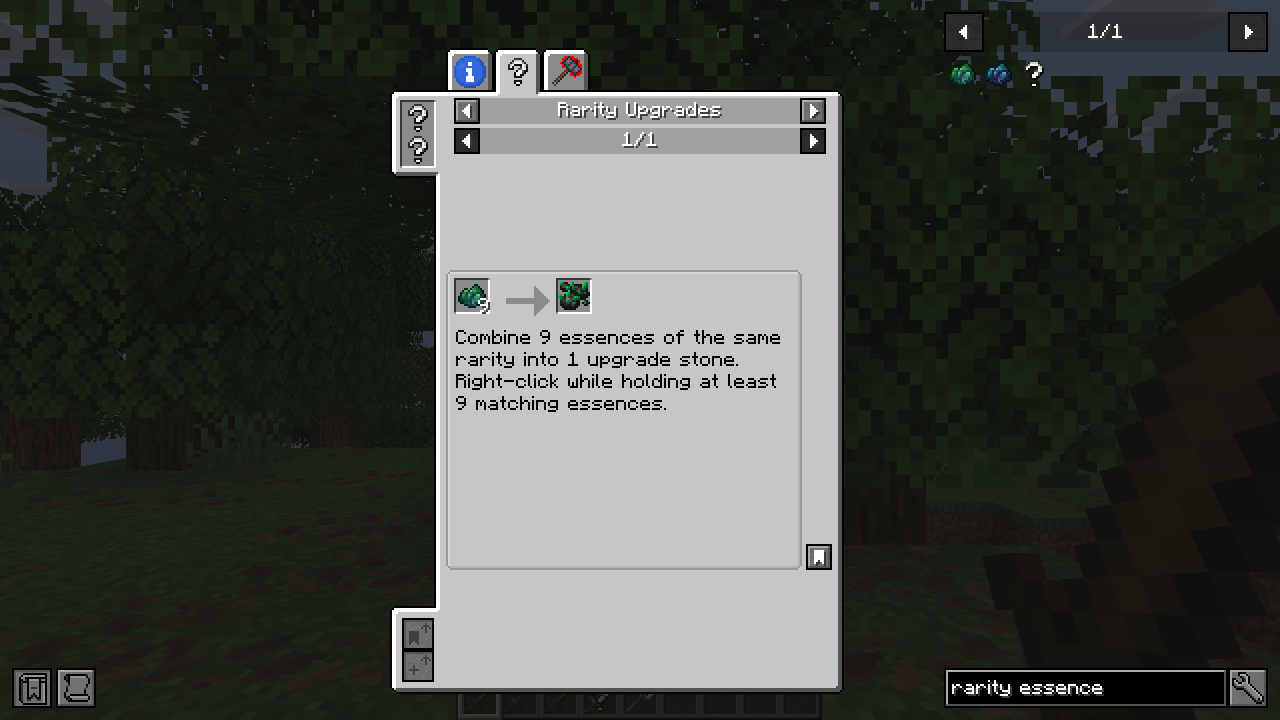 1/1
Rarity Upgrades
1/1
9
Combine 9 essences of the same
rarity into 1 upgrade stone.
Right-click while holding at least
9 matching essences.
rarity essence